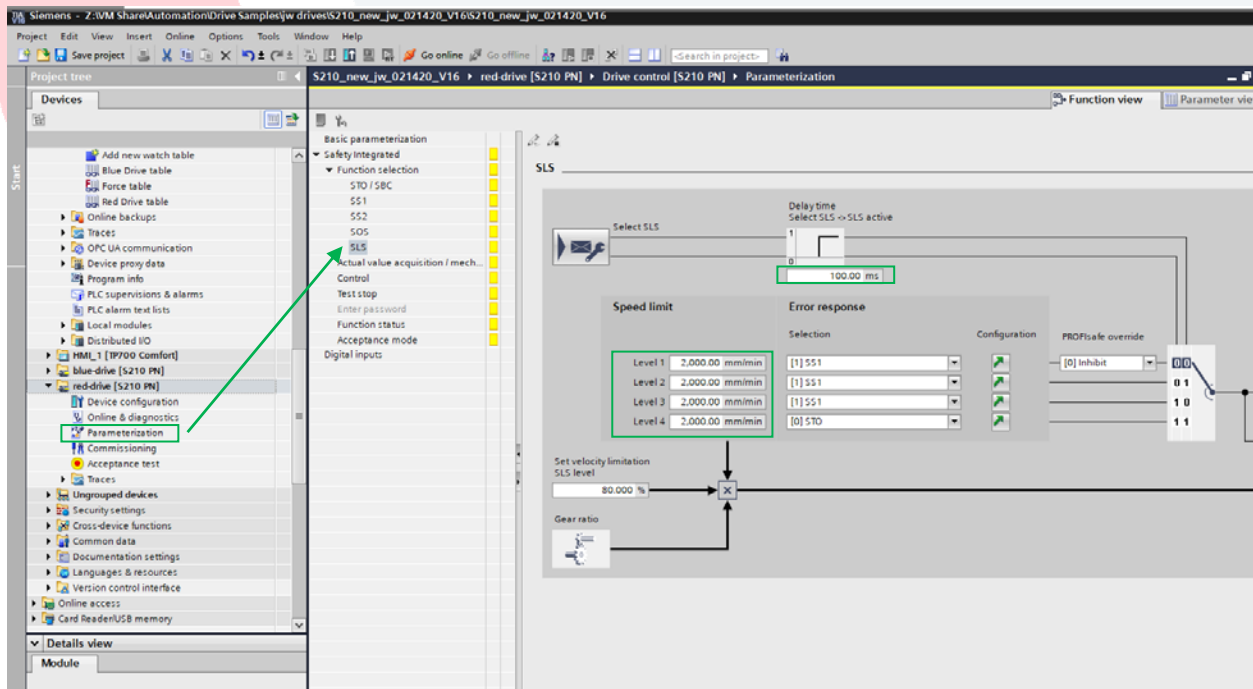 Siemens - Z:\VM Share\Automation\Drive Samples\jw drives\S210_new_jw_021420_V16\S210_new_jw_021420_V16
Project Edit View Insert Online Options Tools Window Help
Save project Go online Go offline <Search in project>
Project tree
S210_new_jw_021420_V16 red-drive [S210 PN] Drive control [S210 PN] Parameterization
Devices
Function view
Parameter vie
Start
Add new watch table
Blue Drive table
Force table
Red Drive table
Online backups
Traces
OPC UA communication
Device proxy data
Program info
PLC supervisions & alarms
PLC alarm text lists
Local modules
Distributed I/O
HMI_1 [TP700 Comfort]
blue-drive [S210 PN]
red-drive [S210 PN]
Device configuration
Online & diagnostics
Parameterization
Commissioning
Acceptance test
Traces
Ungrouped devices
Security settings
Cross-device functions
Common data
Documentation settings
Languages & resources
Version control interface
Online access
Card Reader/USB memory
Details view
Module
Basic parameterization
Safety Integrated
Function selection
STO / SBC
SS1
SS2
SOS
SLS
Actual value acquisition / mech...
Control
Test stop
Enter password
Function status
Acceptance mode
Digital inputs
SLS
Select SLS
Delay time
Select SLS -> SLS active
1
0
100.00 ms
Speed limit
Error response
Selection
Configuration
PROFIsafe override
Level 1 2,000.00 mm/min [1] SS1 [0] Inhibit 0 0
Level 2 2,000.00 mm/min [1] SS1 0 1
Level 3 2,000.00 mm/min [1] SS1 1 0
Level 4 2,000.00 mm/min [0] STO 1 1
Set velocity limitation
SLS level
80.000 %
X
Gear ratio